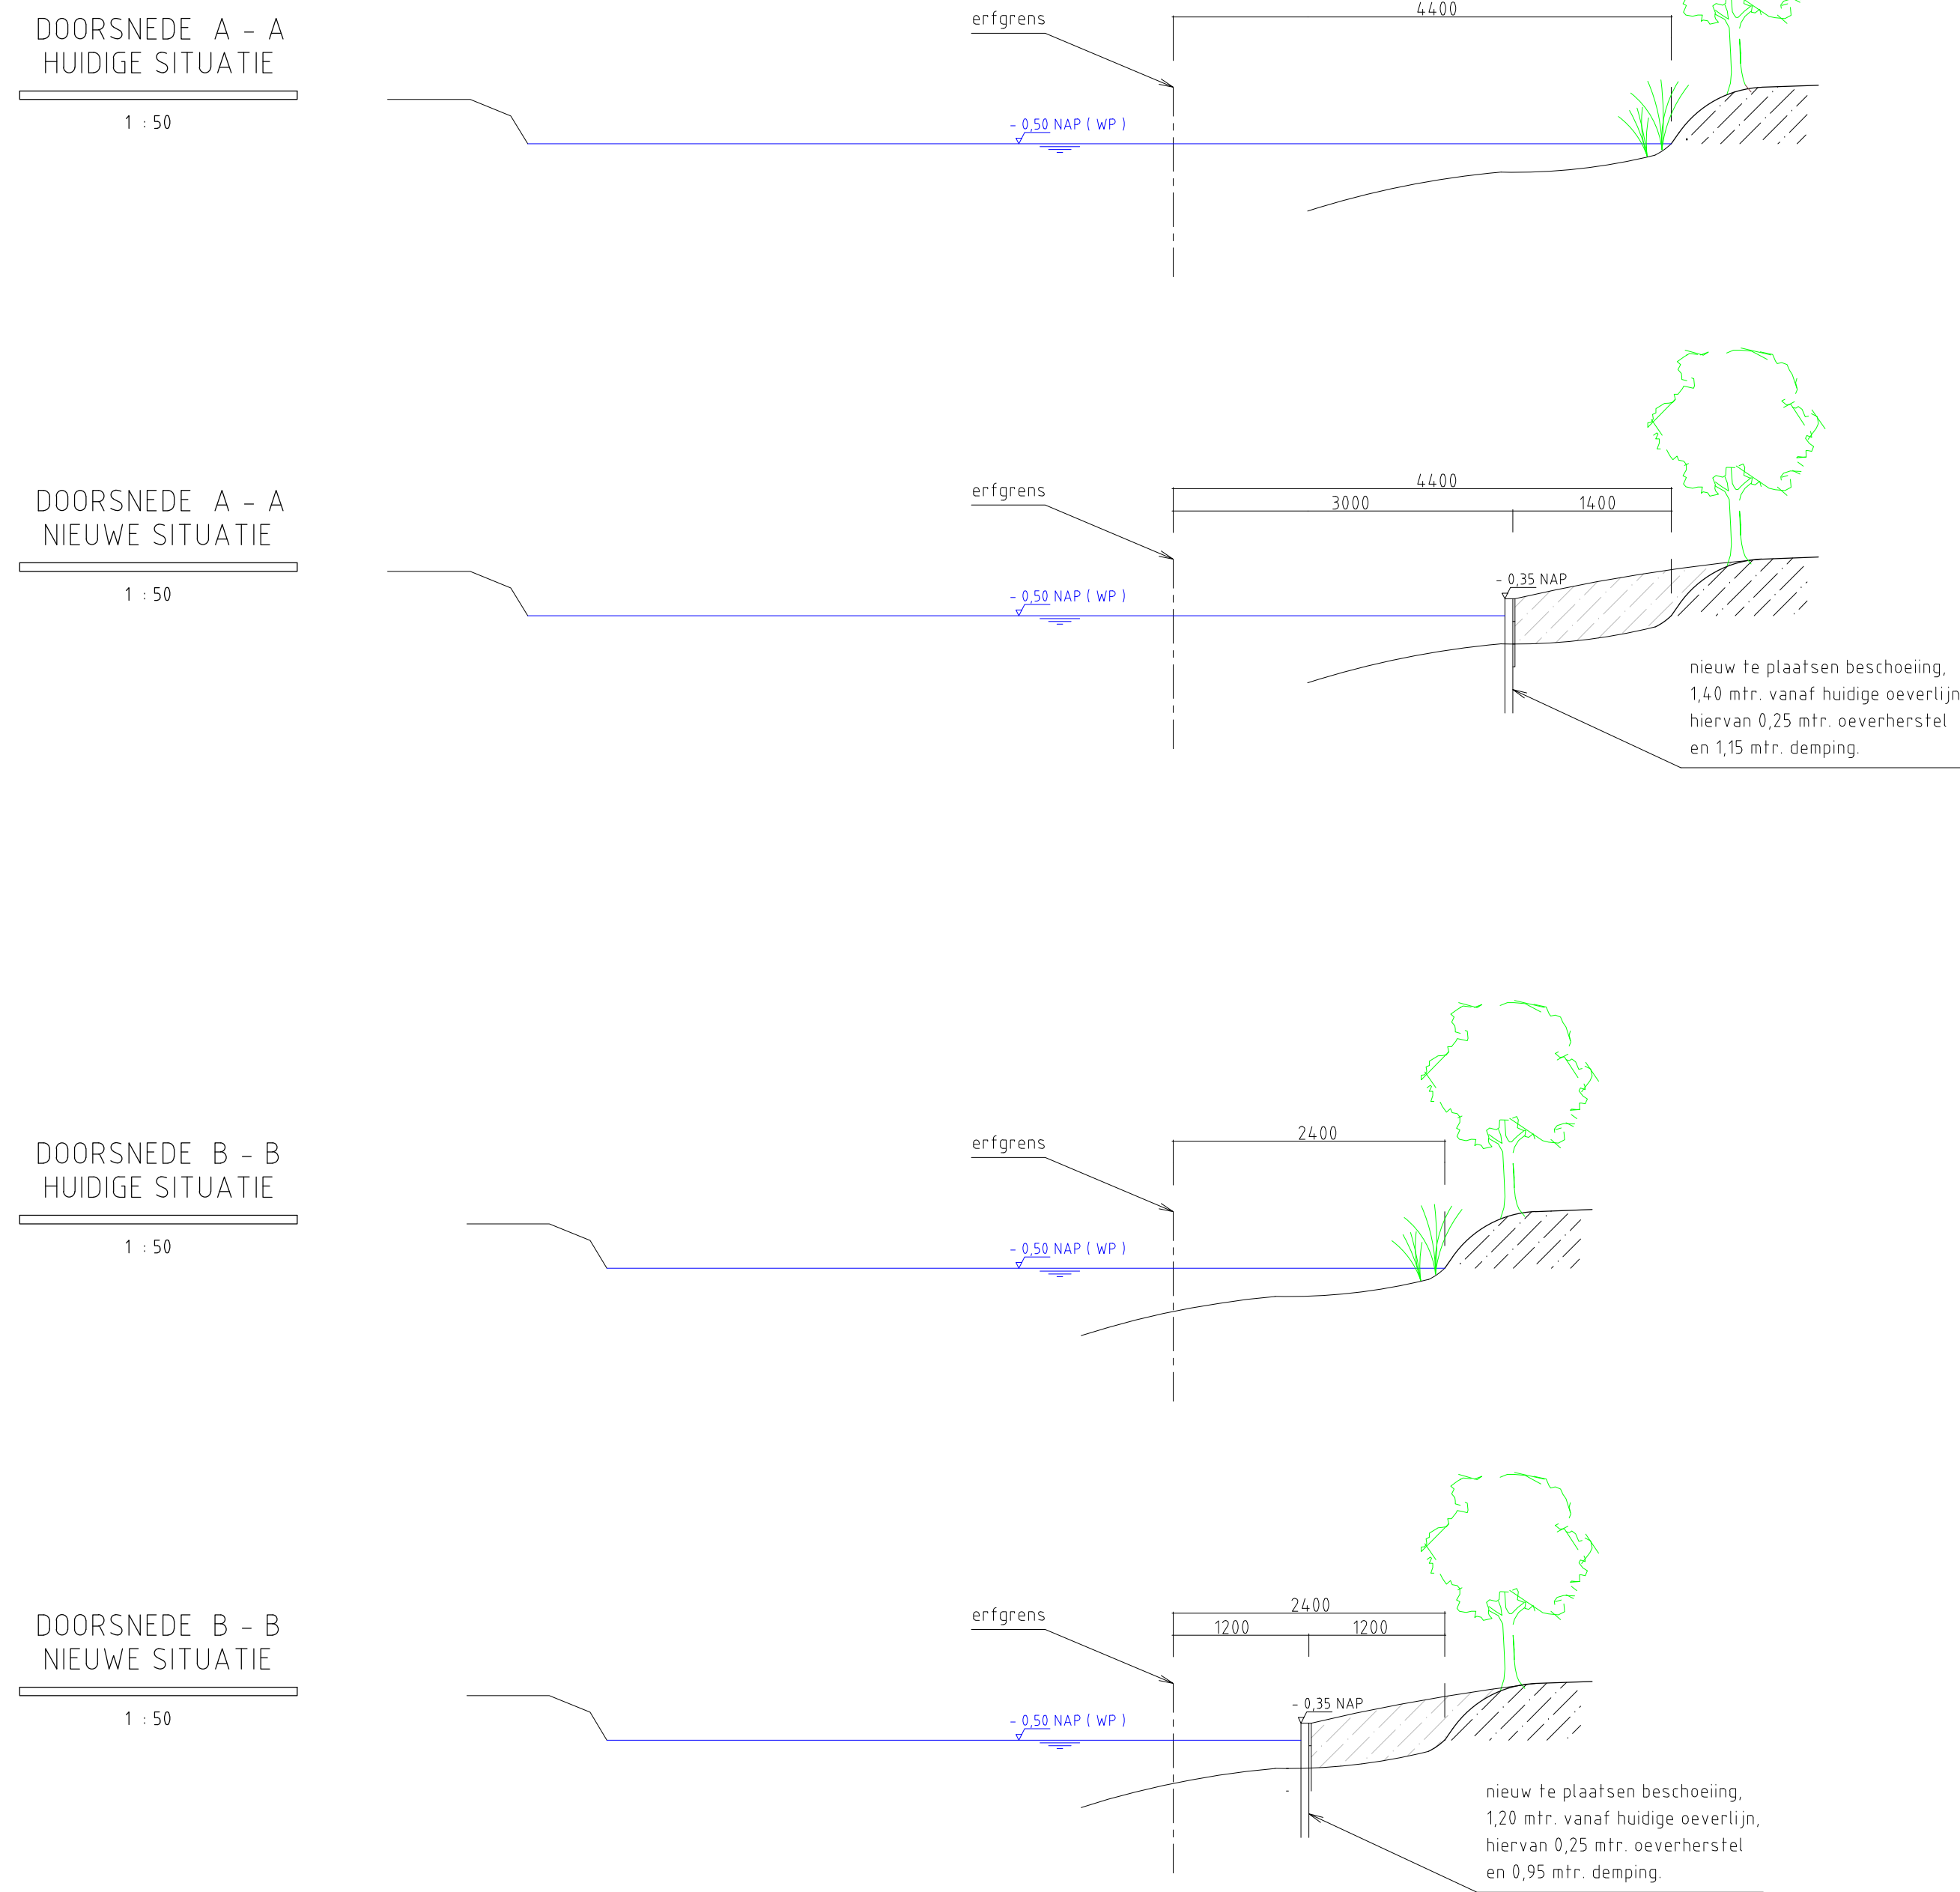 DOORSNEDE A - A
HUIDIGE SITUATIE
1 : 50
erfgrens
4400
- 0,50 NAP ( WP )
DOORSNEDE A - A
NIEUWE SITUATIE
1 : 50
erfgrens
4400
3000
1400
- 0,50 NAP ( WP )
- 0,35 NAP
nieuw te plaatsen beschoeiing,
1,40 mtr. vanaf huidige oeverlijn
hiervan 0,25 mtr. oeverherstel
en 1,15 mtr. demping.
DOORSNEDE B - B
HUIDIGE SITUATIE
1 : 50
erfgrens
2400
- 0,50 NAP ( WP )
DOORSNEDE B - B
NIEUWE SITUATIE
1 : 50
erfgrens
2400
1200
1200
- 0,50 NAP ( WP )
- 0,35 NAP
nieuw te plaatsen beschoeiing,
1,20 mtr. vanaf huidige oeverlijn,
hiervan 0,25 mtr. oeverherstel
en 0,95 mtr. demping.